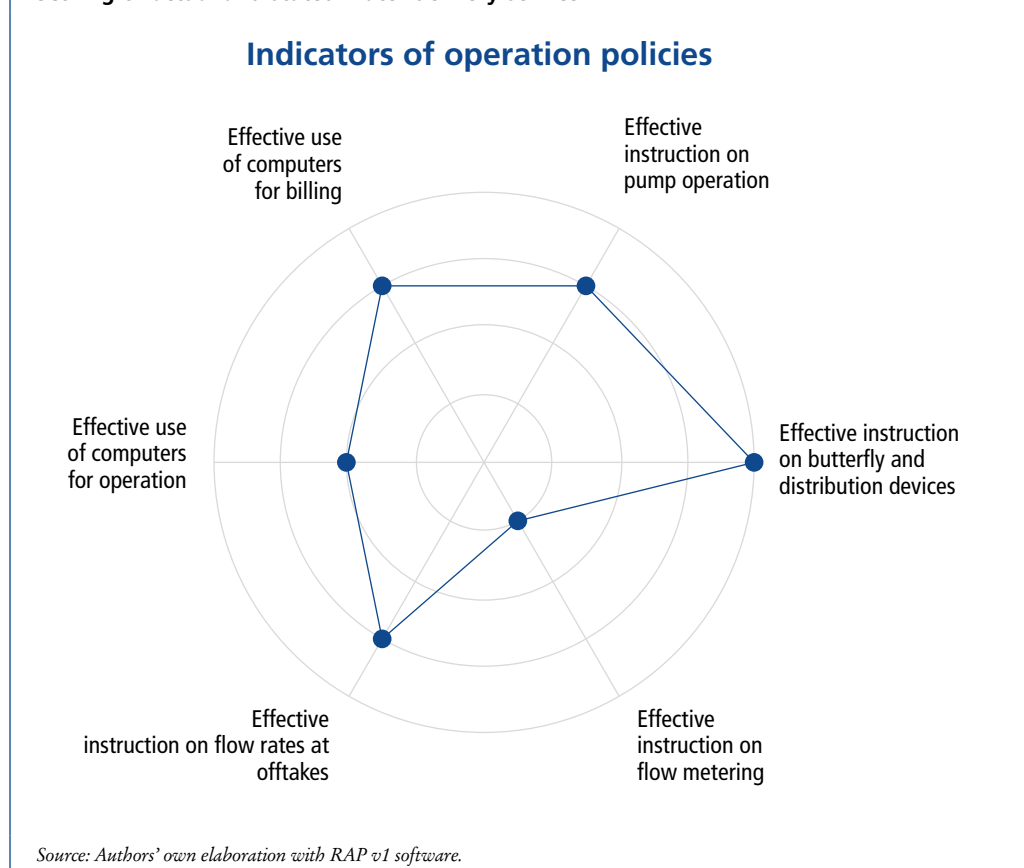 Indicators of operation policies
Effective use
of computers
for billing
Effective
instruction on
pump operation
Effective use
of computers
for operation
Effective instruction
on butterfly and
distribution devices
Effective
instruction on flow rates at
offtakes
Effective
instruction on
flow metering
Source: Authors’ own elaboration with RAP v1 software.